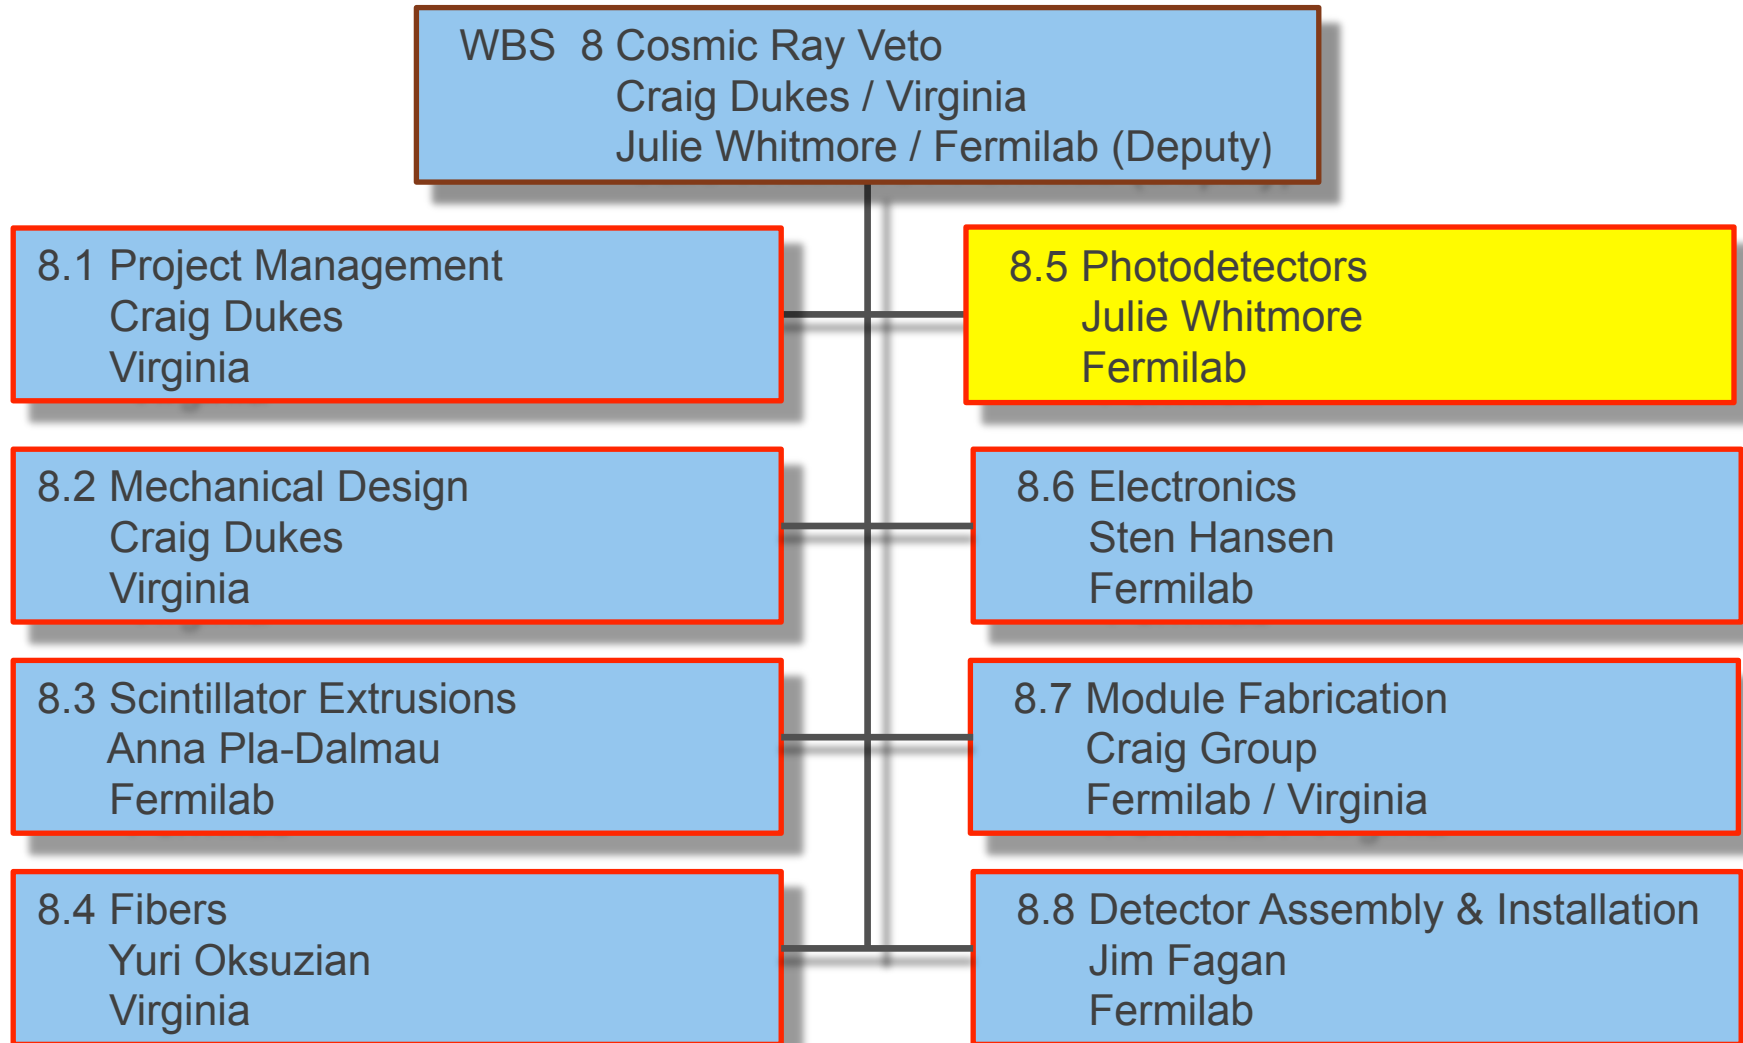 WBS 8 Cosmic Ray Veto
Craig Dukes / Virginia
Julie Whitmore / Fermilab (Deputy)
8.1 Project Management
Craig Dukes
Virginia
8.2 Mechanical Design
Craig Dukes
Virginia
8.3 Scintillator Extrusions
Anna Pla-Dalmau
Fermilab
8.4 Fibers
Yuri Oksuzian
Virginia
8.5 Photodetectors
Julie Whitmore
Fermilab
8.6 Electronics
Sten Hansen
Fermilab
8.7 Module Fabrication
Craig Group
Fermilab / Virginia
8.8 Detector Assembly & Installation
Jim Fagan
Fermilab